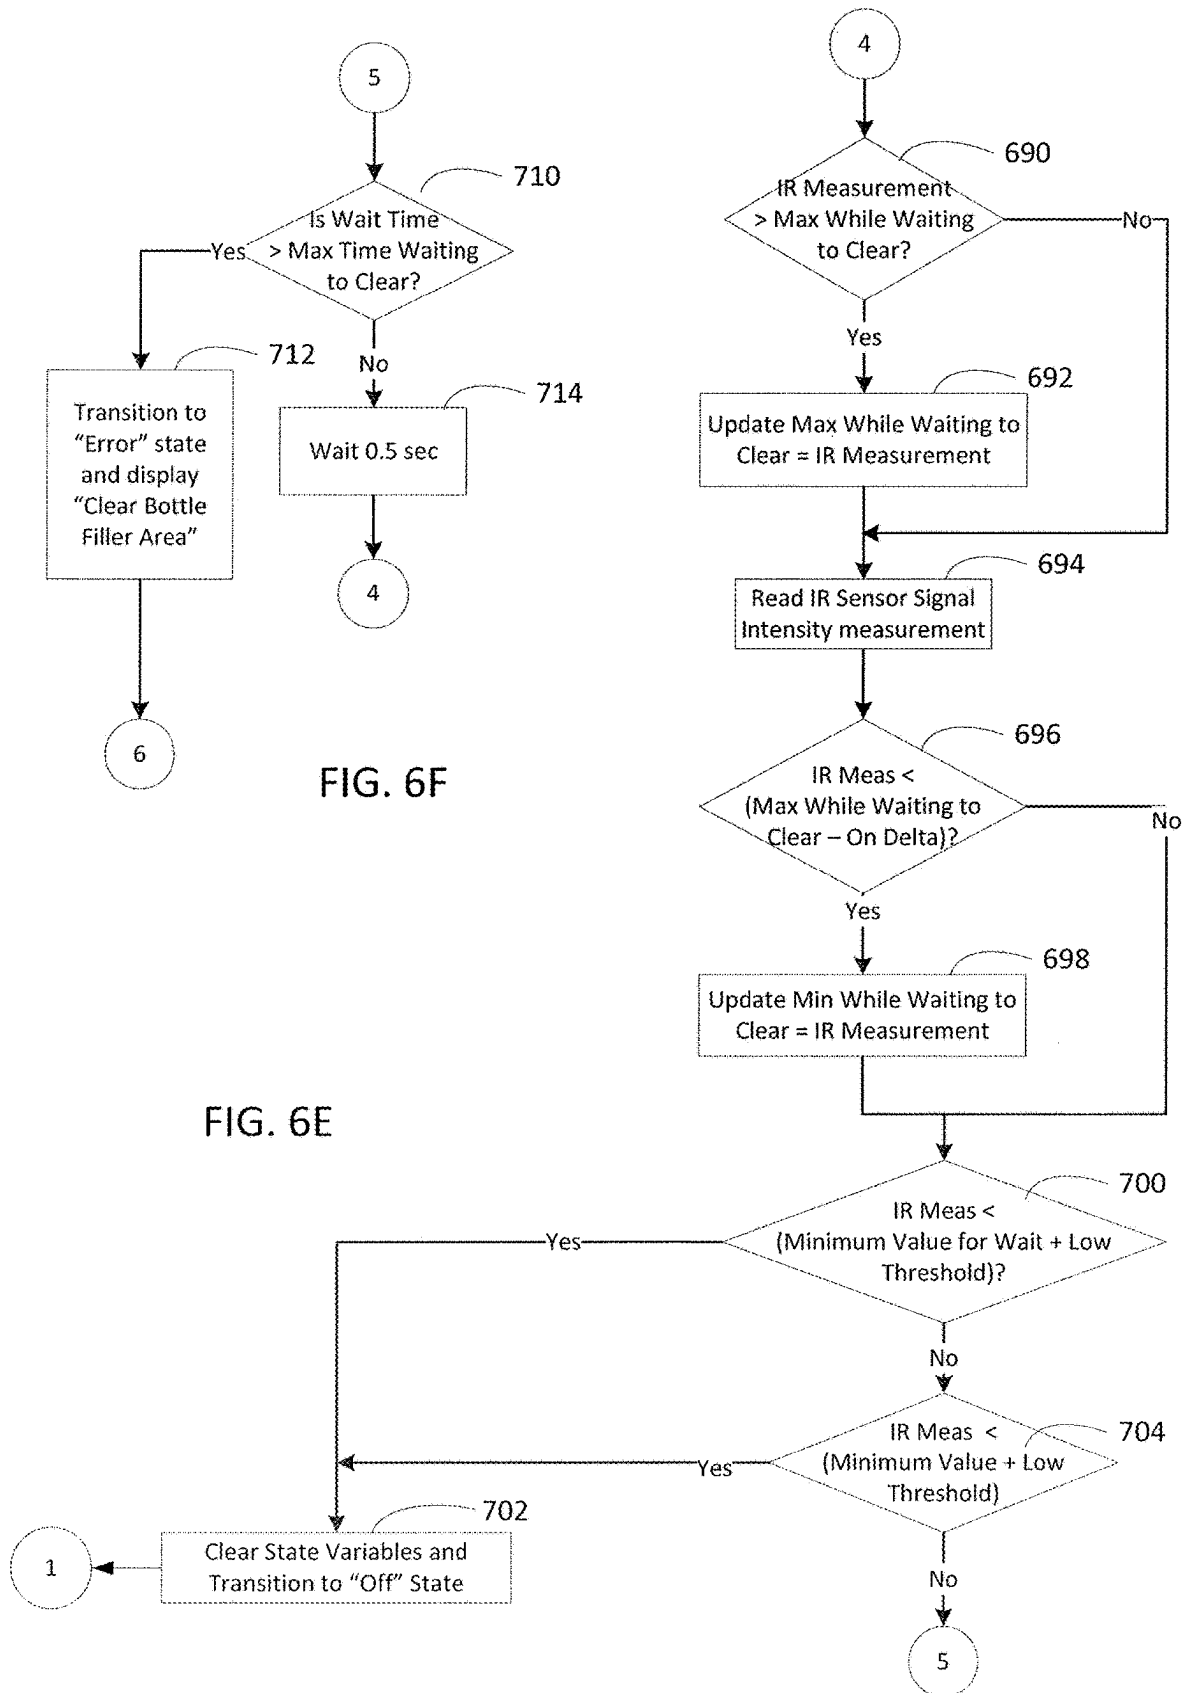 5
710
Is Wait Time
> Max Time Waiting
to Clear?
Yes
No
712
Transition to
“Error” state
and display
“Clear Bottle
Filler Area”
714
Wait 0.5 sec
4
6
FIG. 6F
4
690
IR Measurement
> Max While Waiting
to Clear?
No
Yes
692
Update Max While Waiting to
Clear = IR Measurement
694
Read IR Sensor Signal
Intensity measurement
696
IR Meas <
(Max While Waiting to
Clear – On Delta)?
No
Yes
698
Update Min While Waiting to
Clear = IR Measurement
FIG. 6E
700
IR Meas <
(Minimum Value for Wait + Low
Threshold)?
Yes
No
704
IR Meas <
(Minimum Value + Low
Threshold)
Yes
702
Clear State Variables and
Transition to “Off” State
1
No
5